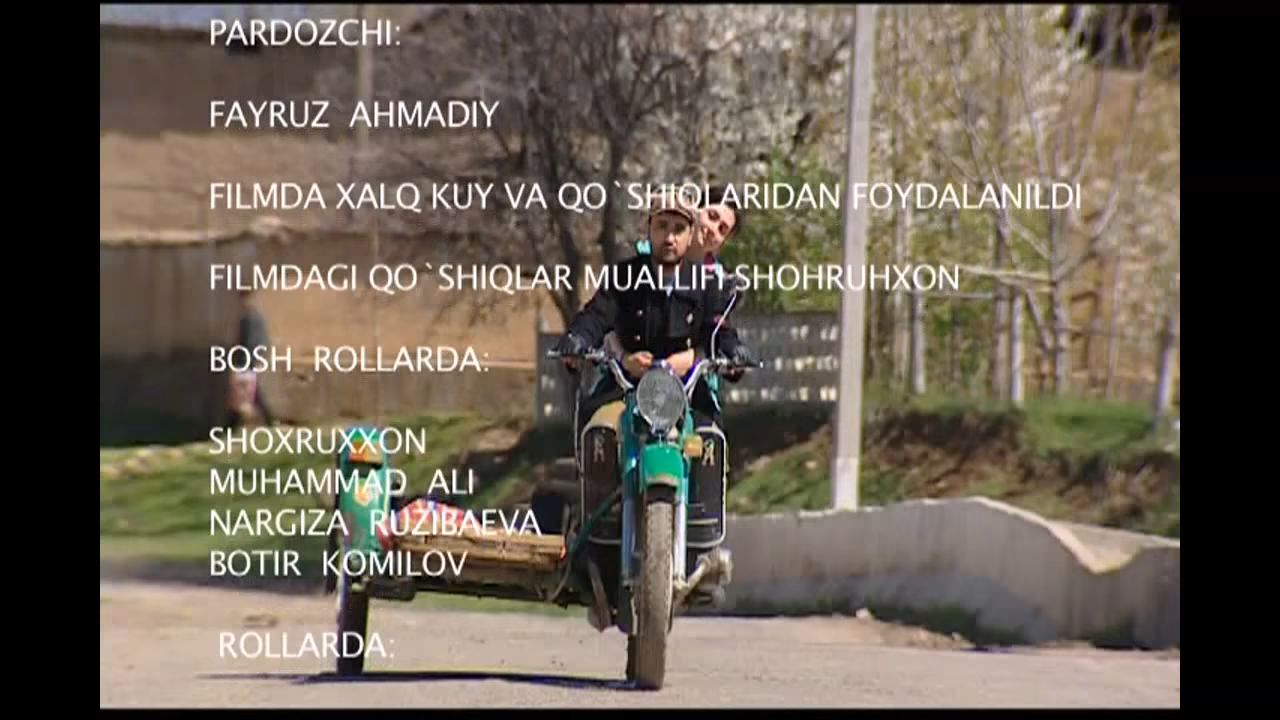 PARDOZCHI:
FAYRUZ AHMADIY
FILMDA XALQ KUY VA QO`SHIQLARIDAN FOYDALANILDI
FILMDAGI QO`SHIQLAR MUALLIFI SHOHRUHXON
BOSH ROLLARDA:
SHOXRUXXON
MUHAMMAD ALI
NARGIZA RUZIBAEVA
BOTIR KOMILOV
ROLLARDA: